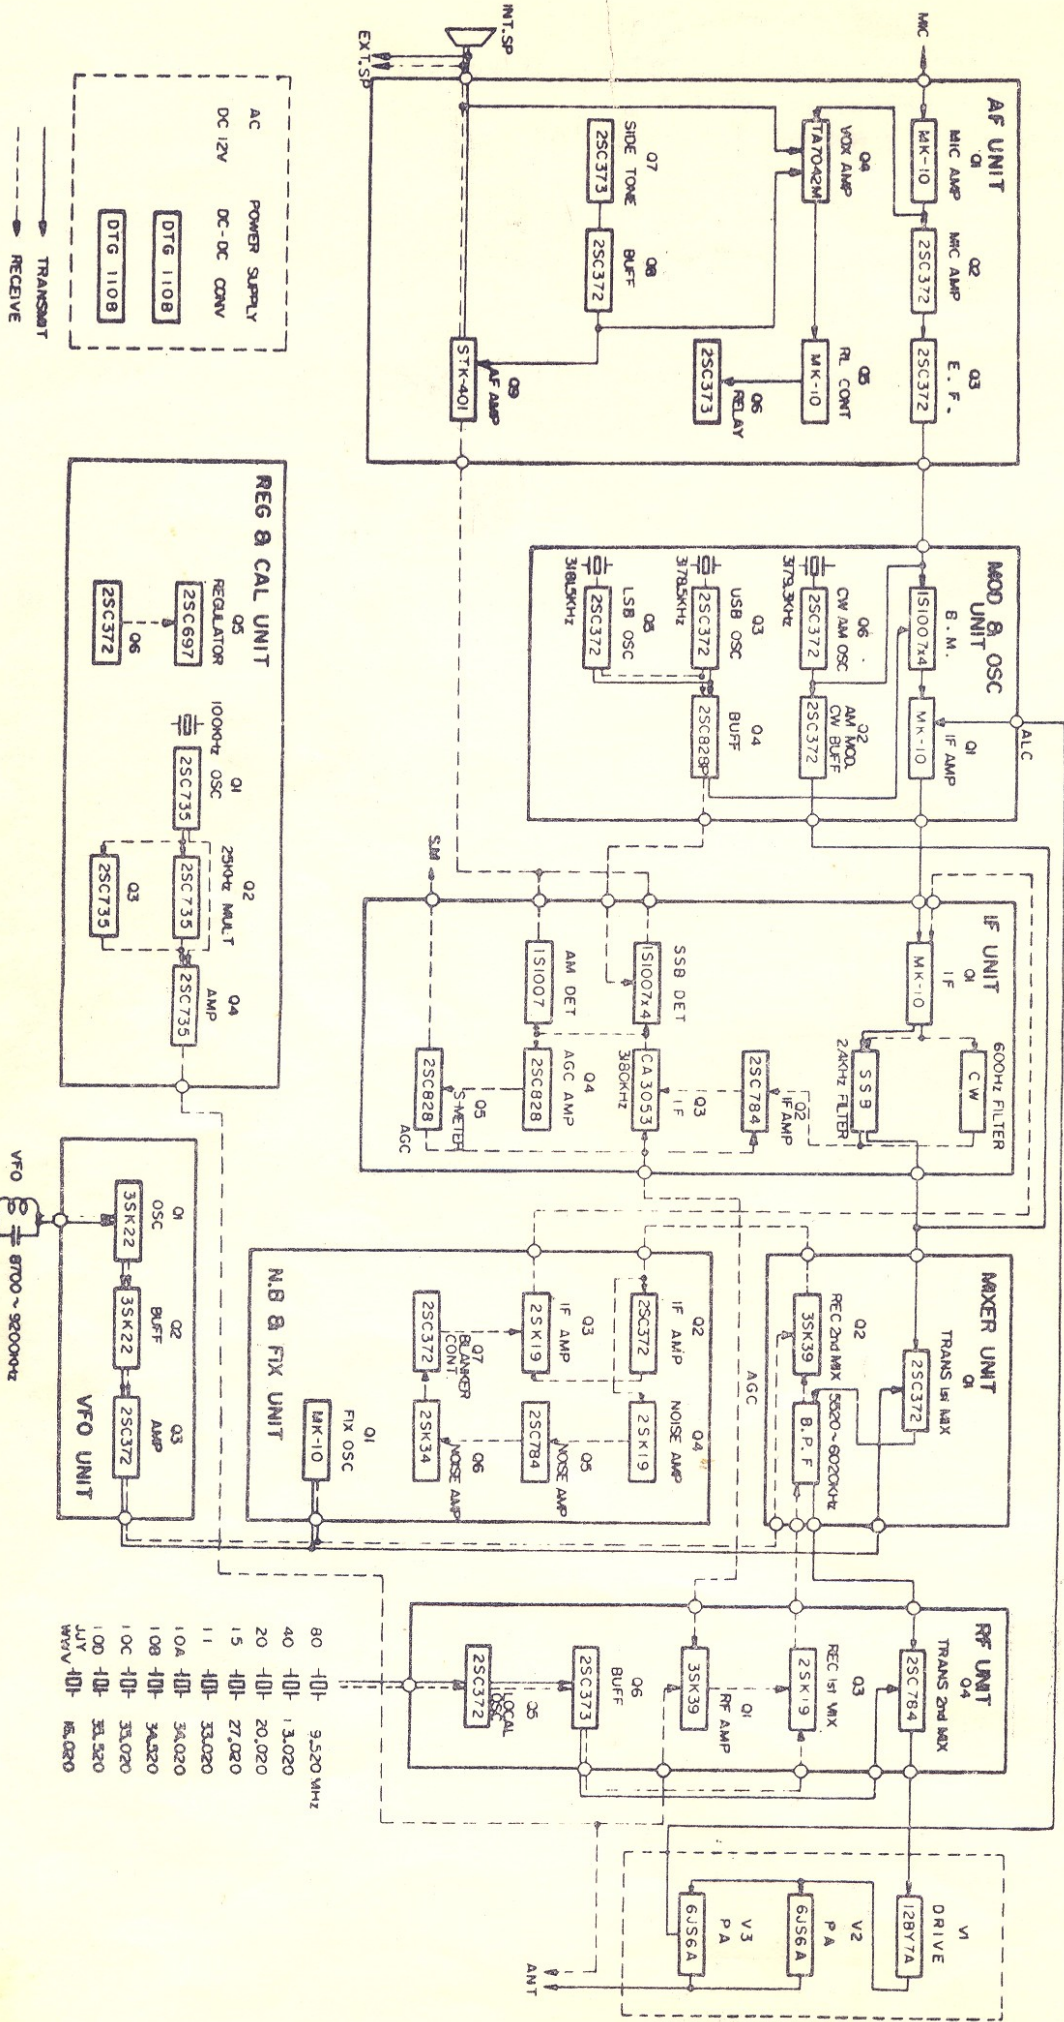 MIC
AF UNIT
Q1
MIC AMP
MK-10
Q2
MIC AMP
2SC372
Q3
E.F.
2SC372
Q4
VOX AMP
TA7042M
Q5
RL CONT
MK-10
Q6
RELAY
2SC373
Q7
SIDE TONE
2SC373
Q8
BUFF
2SC372
Q9
AF AMP
STK-401
INT.SP
EXT.SP
MOD & OSC
UNIT
ALC
1S1007x4
B.M.
Q1
IF AMP
MK-10
Q6
CW AM OSC
2SC372
3179.3KHz
Q2
AM MOD.
CW BUFF
2SC372
Q3
USB OSC
2SC372
3178.5KHz
Q4
BUFF
2SC828P
Q5
LSB OSC
2SC372
3181.5KHz
IF UNIT
Q1
IF
MK-10
600Hz FILTER
CW
SSB
2.4KHz FILTER
Q2
IF AMP
2SC784
Q3
IF
CA3053
3180KHz
SSB DET
1S1007x4
AM DET
1S1007
Q4
AGC AMP
2SC828
Q5
S-METER
2SC828
AGC
S.M
MIXER UNIT
Q1
TRANS 1st MIX
2SC372
Q2
REC 2nd MIX
3SK39
5520~6020KHz
B.P.F
AGC
RF UNIT
Q4
TRANS 2nd MIX
2SC784
Q3
REC 1st MIX
2SK19
Q1
RF AMP
3SK39
Q6
BUFF
2SC373
Q5
LOCAL
OSC
2SC372
V1
DRIVE
12BY7A
V2
PA
6JS6A
V3
PA
6JS6A
ANT
N.B & FIX UNIT
Q2
IF AMP
2SC372
Q3
IF AMP
2SK19
Q4
NOISE AMP
2SK19
Q5
NOISE AMP
2SC784
Q6
NOISE AMP
2SK34
Q7
BLANKER
CONT
2SC372
Q1
FIX OSC
MK-10
VFO UNIT
Q1
OSC
3SK22
Q2
BUFF
3SK22
Q3
AMP
2SC372
VFO
8700~9200KHz
REG & CAL UNIT
Q5
REGULATOR
2SC697
Q6
2SC372
100KHz OSC
Q1
2SC735
Q2
25KHz MULT
2SC735
Q3
2SC735
Q4
AMP
2SC735
AC POWER SUPPLY
DC 12V DC-DC CONV
DTG 110B
DTG 110B
TRANSMIT
RECEIVE
80 9.520 MHz
40 13.020
20 20.020
15 27.020
11 33.020
10A 34.020
10B 34.520
10C 35.020
10D 35.520
JJY
WWV 16.020